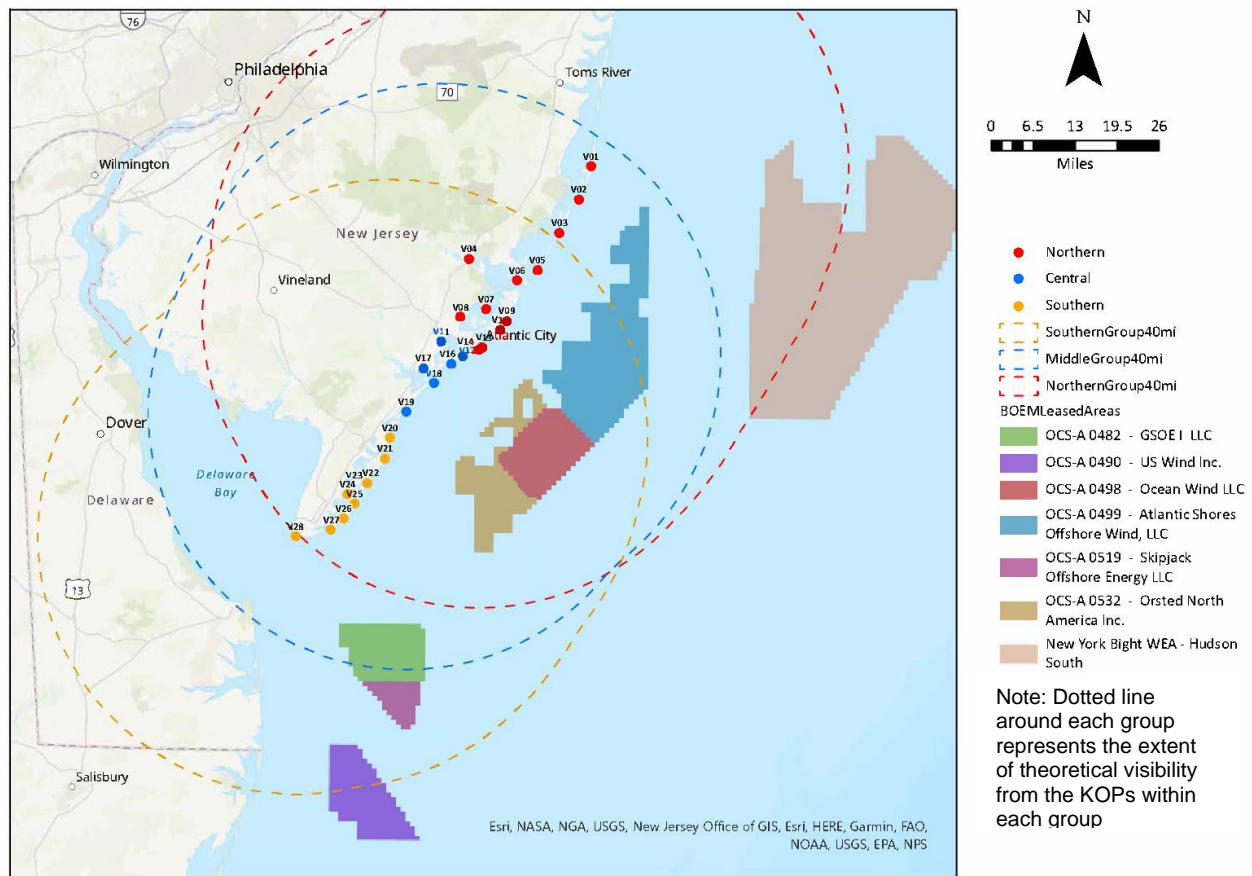 76
Philadelphia
Toms River
70
Wilmington
V01
V02
New Jersey
V03
V04
V05
V06
Vineland
V07
V08
V09
Atlantic City
V11
V14
V16
V17
V18
V19
Dover
V20
V21
Delaware
Bay
Delaware
V22
V23
V24
V25
V26
V27
V28
13
Salisbury
Esri, NASA, NGA, USGS, New Jersey Office of GIS, Esri, HERE, Garmin, FAO,
NOAA, USGS, EPA, NPS
N
0 6.5 13 19.5 26
Miles
Northern
Central
Southern
SouthernGroup40mi
MiddleGroup40mi
NorthernGroup40mi
BOEMLeasedAreas
OCS-A 0482 - GSOE I LLC
OCS-A 0490 - US Wind Inc.
OCS-A 0498 - Ocean Wind LLC
OCS-A 0499 - Atlantic Shores
Offshore Wind, LLC
OCS-A 0519 - Skipjack
Offshore Energy LLC
OCS-A 0532 - Orsted North
America Inc.
New York Bight WEA - Hudson
South
Note: Dotted line
around each group
represents the extent
of theoretical visibility
from the KOPs within
each group